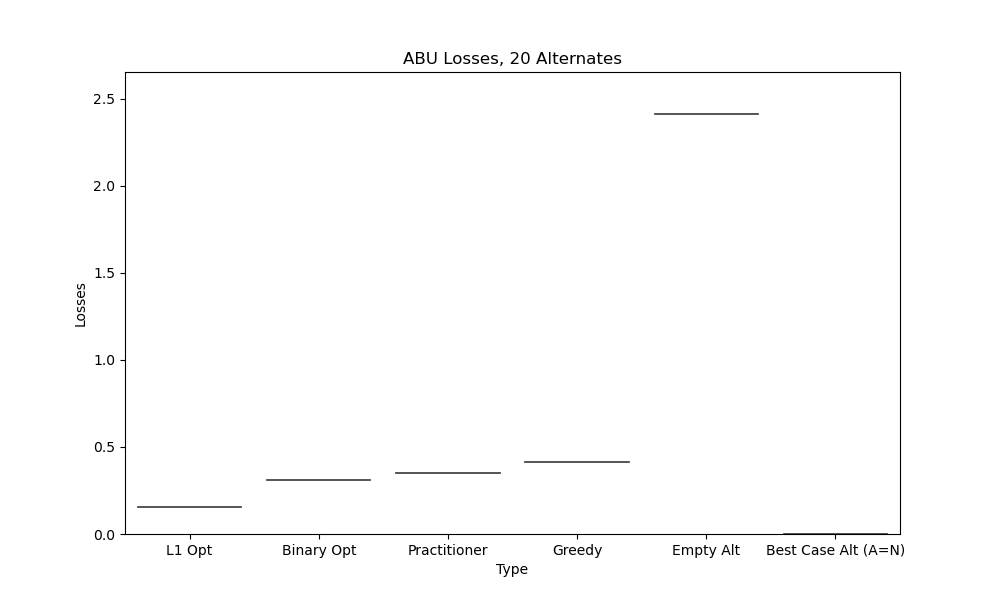 ABU Losses, 20 Alternates
2.5
2.0
1.5
1.0
0.5
0.0
Losses
L1 Opt
Binary Opt
Practitioner
Greedy
Empty Alt
Best Case Alt (A=N)
Type